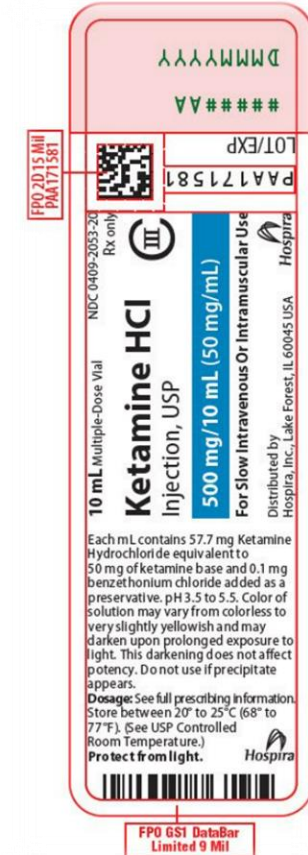 DMMMYYYY
######AA
LOT/EXP
PAA171581
FPO 2D 15 Mil
PAA171581
10 mL Multiple-Dose Vial
NDC 0409-2053-20
Rx only
Ketamine HCl
CIII
Injection, USP
500 mg/10 mL (50 mg/mL)
For Slow Intravenous Or Intramuscular Use
Distributed by
Hospira, Inc., Lake Forest, IL 60045 USA
Hospira
Each mL contains 57.7 mg Ketamine
Hydrochloride equivalent to
50 mg of ketamine base and 0.1 mg
benzethonium chloride added as a
preservative. pH 3.5 to 5.5. Color of
solution may vary from colorless to
very slightly yellowish and may
darken upon prolonged exposure to
light. This darkening does not affect
potency. Do not use if precipitate
appears.
Dosage: See full prescribing information.
Store between 20° to 25°C (68° to
77°F). (See USP Controlled
Room Temperature.)
Protect from light.
Hospira
FPO GS1 DataBar
Limited 9 Mil